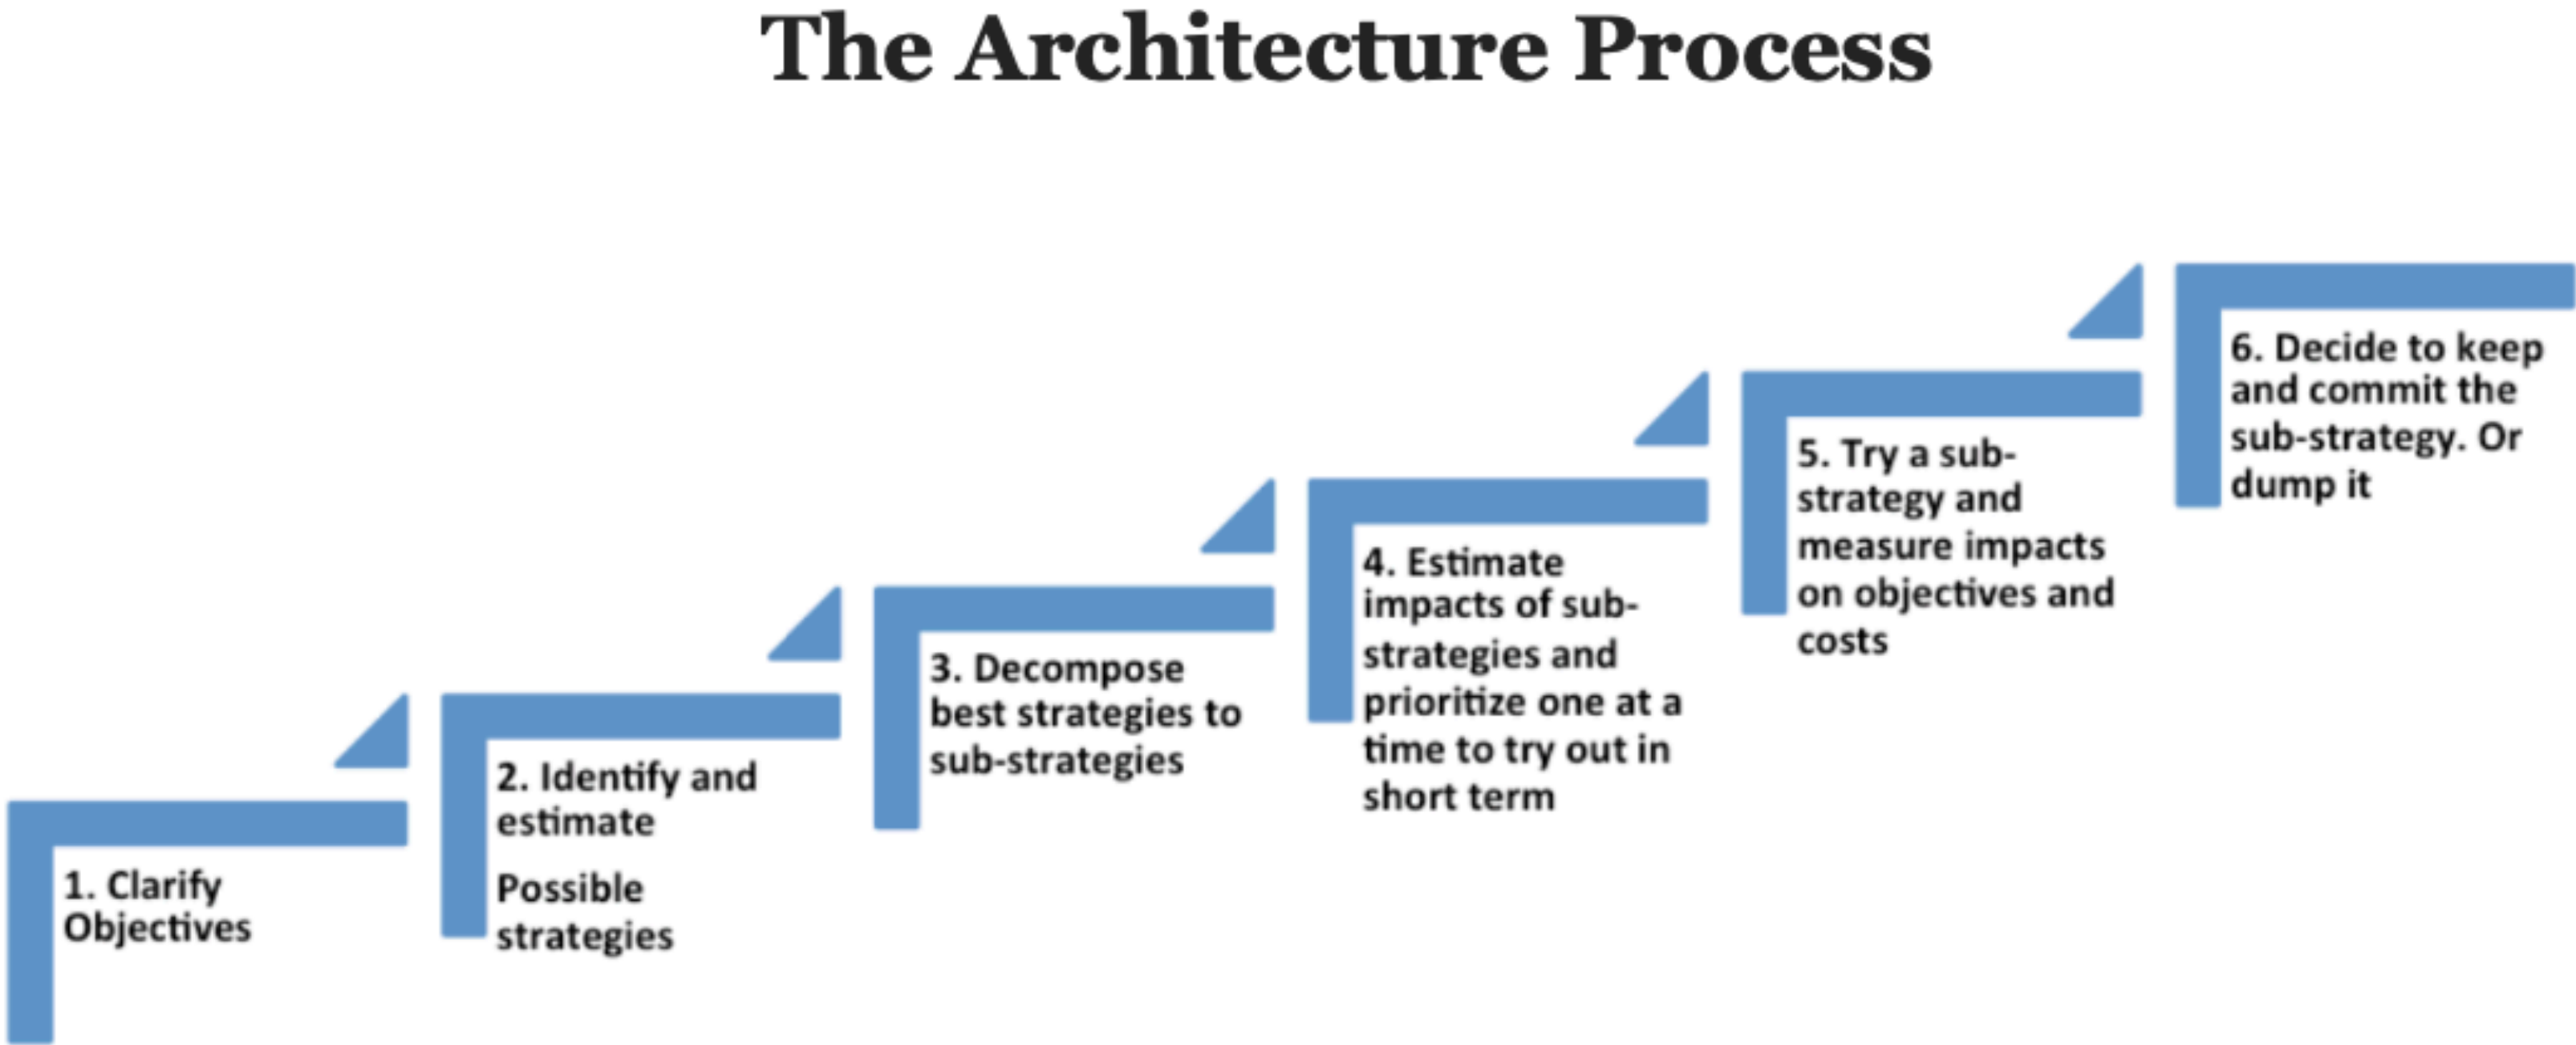 The Architecture Process
1. Clarify
Objectives
2. Identify and
estimate
Possible
strategies
3. Decompose
best strategies to
sub-strategies
4. Estimate
impacts of sub-
strategies and
prioritize one at a
time to try out in
short term
5. Try a sub-
strategy and
measure impacts
on objectives and
costs
6. Decide to keep
and commit the
sub-strategy. Or
dump it